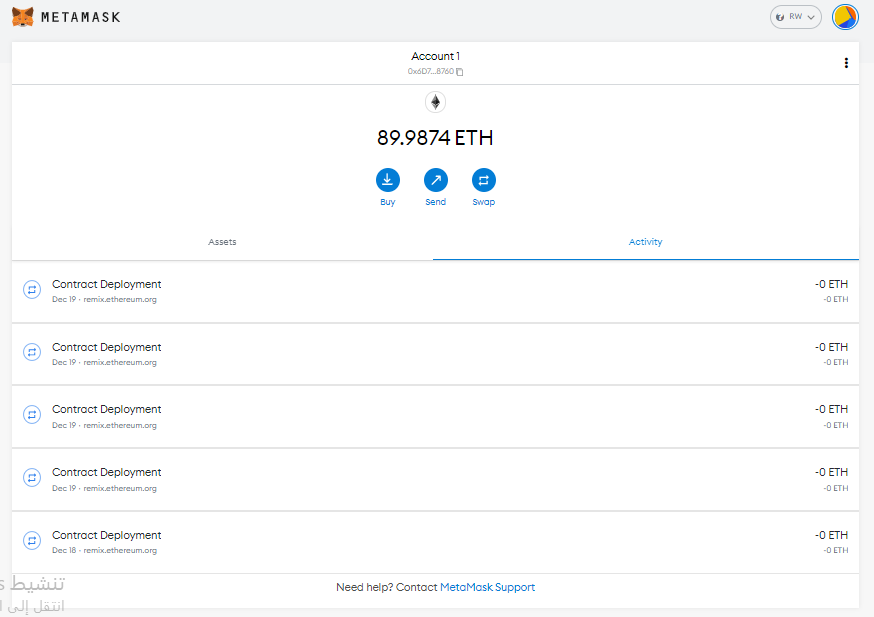 METAMASK
RW
Account 1
0x6D7...8760
89.9874 ETH
Buy Send Swap
Assets Activity
Contract Deployment -0 ETH
Dec 19 · remix.ethereum.org -0 ETH
Contract Deployment -0 ETH
Dec 19 · remix.ethereum.org -0 ETH
Contract Deployment -0 ETH
Dec 19 · remix.ethereum.org -0 ETH
Contract Deployment -0 ETH
Dec 19 · remix.ethereum.org -0 ETH
Contract Deployment -0 ETH
Dec 18 · remix.ethereum.org -0 ETH
تنشيط
Need help? Contact MetaMask Support
انتقل إلى